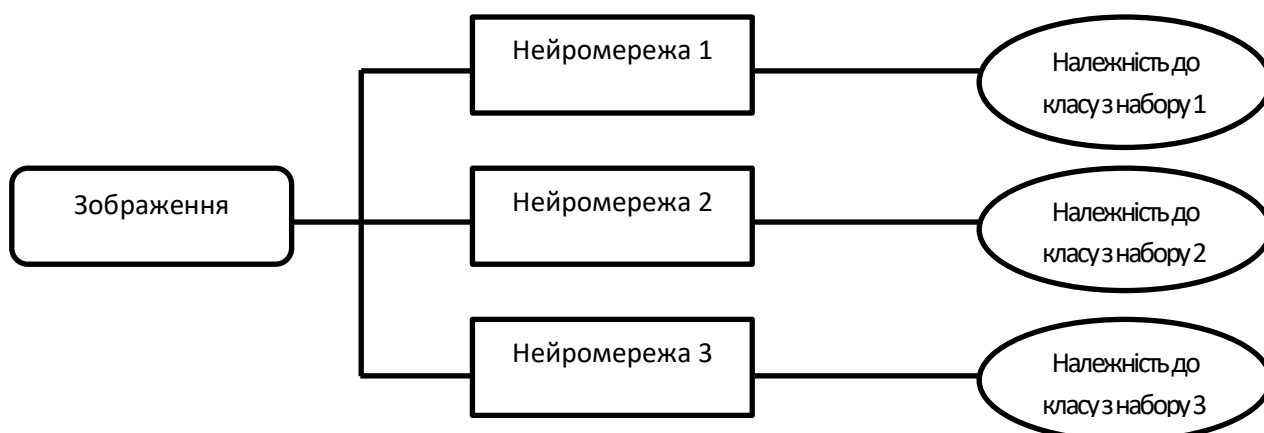 Нейромережа 1
Належність до
класу з набору 1
Зображення
Нейромережа 2
Належність до
класу з набору 2
Нейромережа 3
Належність до
класу з набору 3